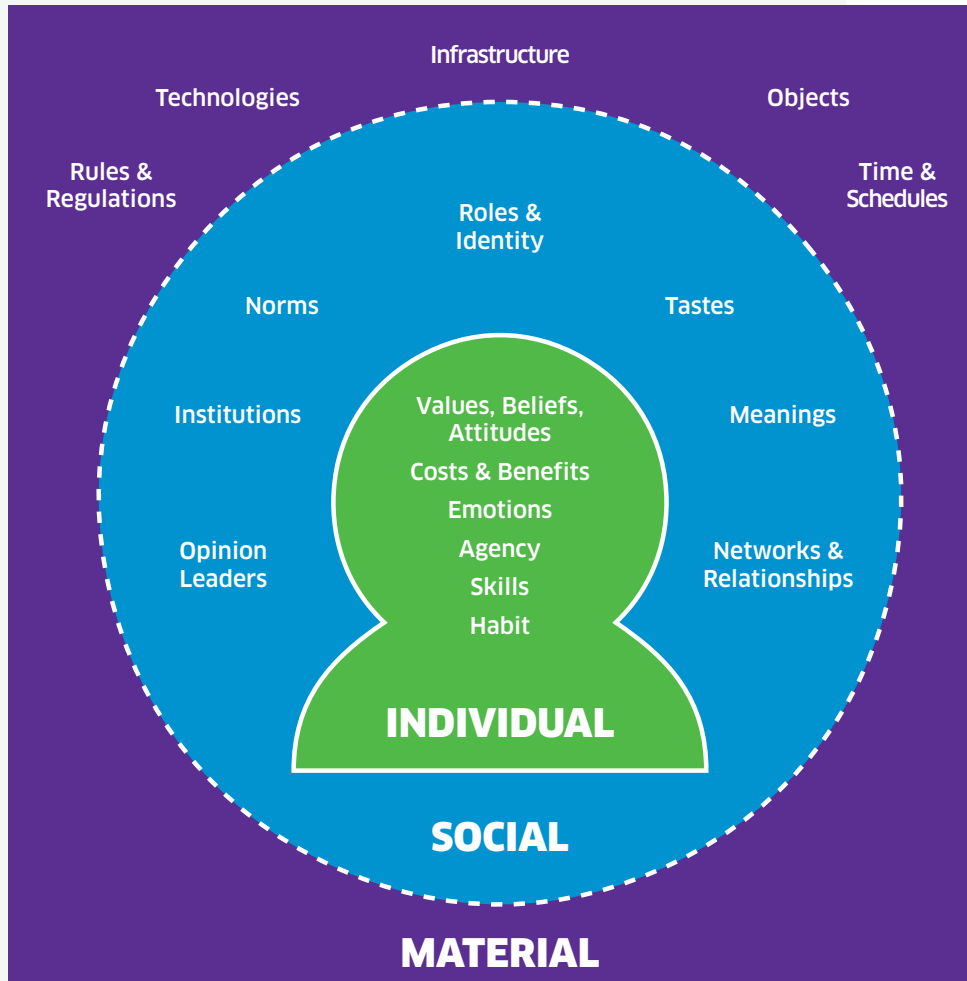 Infrastructure
Technologies
Objects
Rules &
Regulations
Time &
Schedules
Roles &
Identity
Norms
Tastes
Institutions
Meanings
Opinion
Leaders
Networks &
Relationships
Values, Beliefs,
Attitudes
Costs & Benefits
Emotions
Agency
Skills
Habit
INDIVIDUAL
SOCIAL
MATERIAL